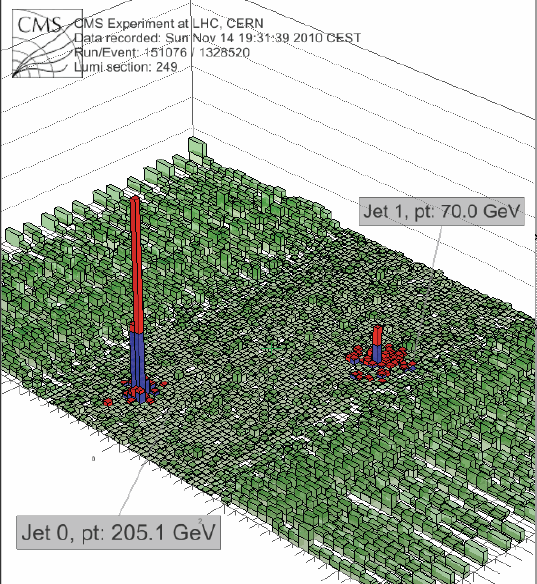 CMS
CMS Experiment at LHC, CERN
Data recorded: Sun Nov 14 19:31:39 2010 CEST
Run/Event: 151076 / 1328520
Lumi section: 249
Jet 1, pt: 70.0 GeV
0
Jet 0, pt: 205.1 GeV